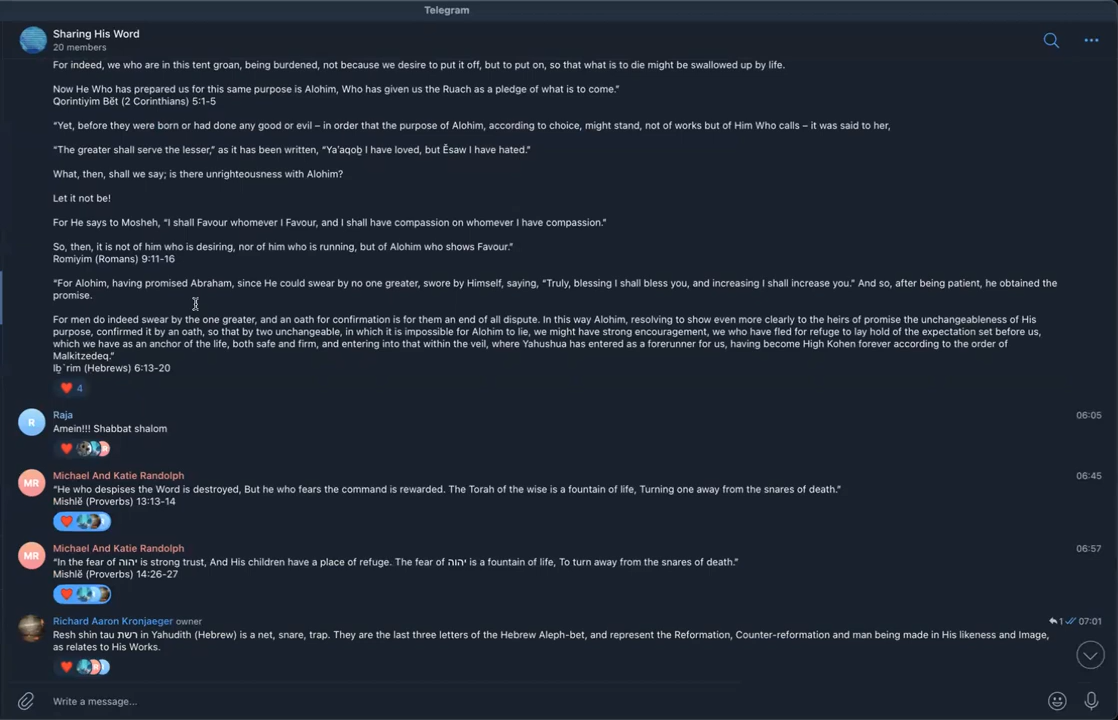 Telegram
Sharing His Word
20 members
For indeed, we who are in this tent groan, being burdened, not because we desire to put it off, but to put on, so that what is to die might be swallowed up by life.
Now He Who has prepared us for this same purpose is Alohim, Who has given us the Ruach as a pledge of what is to come.”
Qorintiyim Bĕt (2 Corinthians) 5:1-5
“Yet, before they were born or had done any good or evil – in order that the purpose of Alohim, according to choice, might stand, not of works but of Him Who calls – it was said to her,
“The greater shall serve the lesser,” as it has been written, “Ya’aqoḇ I have loved, but Ĕsaw I have hated.”
What, then, shall we say; is there unrighteousness with Alohim?
Let it not be!
For He says to Mosheh, “I shall Favour whomever I Favour, and I shall have compassion on whomever I have compassion.”
So, then, it is not of him who is desiring, nor of him who is running, but of Alohim who shows Favour.”
Romiyim (Romans) 9:11-16
“For Alohim, having promised Abraham, since He could swear by no one greater, swore by Himself, saying, “Truly, blessing I shall bless you, and increasing I shall increase you.” And so, after being patient, he obtained the
promise.
For men do indeed swear by the one greater, and an oath for confirmation is for them an end of all dispute. In this way Alohim, resolving to show even more clearly to the heirs of promise the unchangeableness of His
purpose, confirmed it by an oath, so that by two unchangeable, in which it is impossible for Alohim to lie, we might have strong encouragement, we who have fled for refuge to lay hold of the expectation set before us,
which we have as an anchor of the life, both safe and firm, and entering into that within the veil, where Yahushua has entered as a forerunner for us, having become High Kohen forever according to the order of
Malkitzedeq.”
Iḇ`rim (Hebrews) 6:13-20
4
Raja 06:05
R
Amein!!! Shabbat shalom
Michael And Katie Randolph 06:45
MR
“He who despises the Word is destroyed, But he who fears the command is rewarded. The Torah of the wise is a fountain of life, Turning one away from the snares of death.”
Mishlĕ (Proverbs) 13:13-14
Michael And Katie Randolph 06:57
MR
“In the fear of יהוה is strong trust, And His children have a place of refuge. The fear of יהוה is a fountain of life, To turn away from the snares of death.”
Mishlĕ (Proverbs) 14:26-27
Richard Aaron Kronjaeger owner 1 07:01
Resh shin tau רשת in Yahudith (Hebrew) is a net, snare, trap. They are the last three letters of the Hebrew Aleph-bet, and represent the Reformation, Counter-reformation and man being made in His likeness and Image,
as relates to His Works.
Write a message...